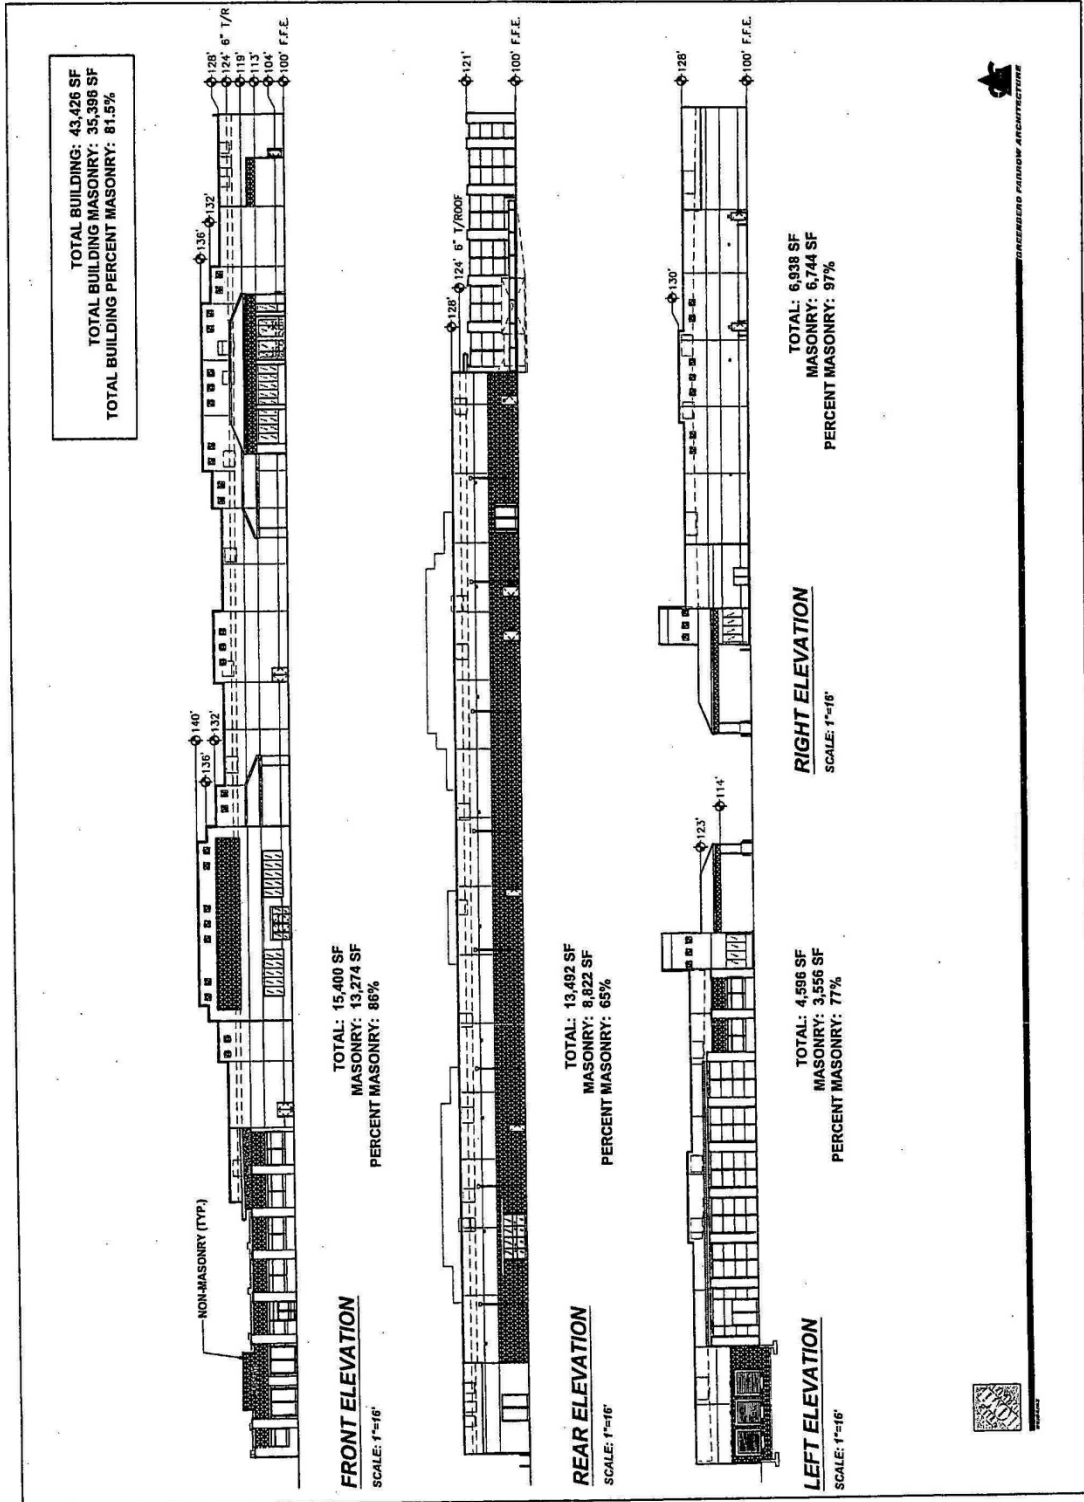 TOTAL BUILDING: 43,426 SF
TOTAL BUILDING MASONRY: 35,396 SF
TOTAL BUILDING PERCENT MASONRY: 81.5%
NON-MASONRY (TYP.)
140'
136'
132'
136'
132'
128'
124' 6" T/R
119'
113'
104'
100' F.F.E.
FRONT ELEVATION
SCALE: 1"=16'
TOTAL: 15,400 SF
MASONRY: 13,274 SF
PERCENT MASONRY: 86%
128'
124' 6" T/ROOF
121'
100' F.F.E.
REAR ELEVATION
SCALE: 1"=16'
TOTAL: 13,492 SF
MASONRY: 8,822 SF
PERCENT MASONRY: 65%
123'
114'
LEFT ELEVATION
SCALE: 1"=16'
TOTAL: 4,596 SF
MASONRY: 3,556 SF
PERCENT MASONRY: 77%
130'
128'
100' F.F.E.
RIGHT ELEVATION
SCALE: 1"=16'
TOTAL: 6,938 SF
MASONRY: 6,744 SF
PERCENT MASONRY: 97%
GREENBERG FARROW ARCHITECTURE